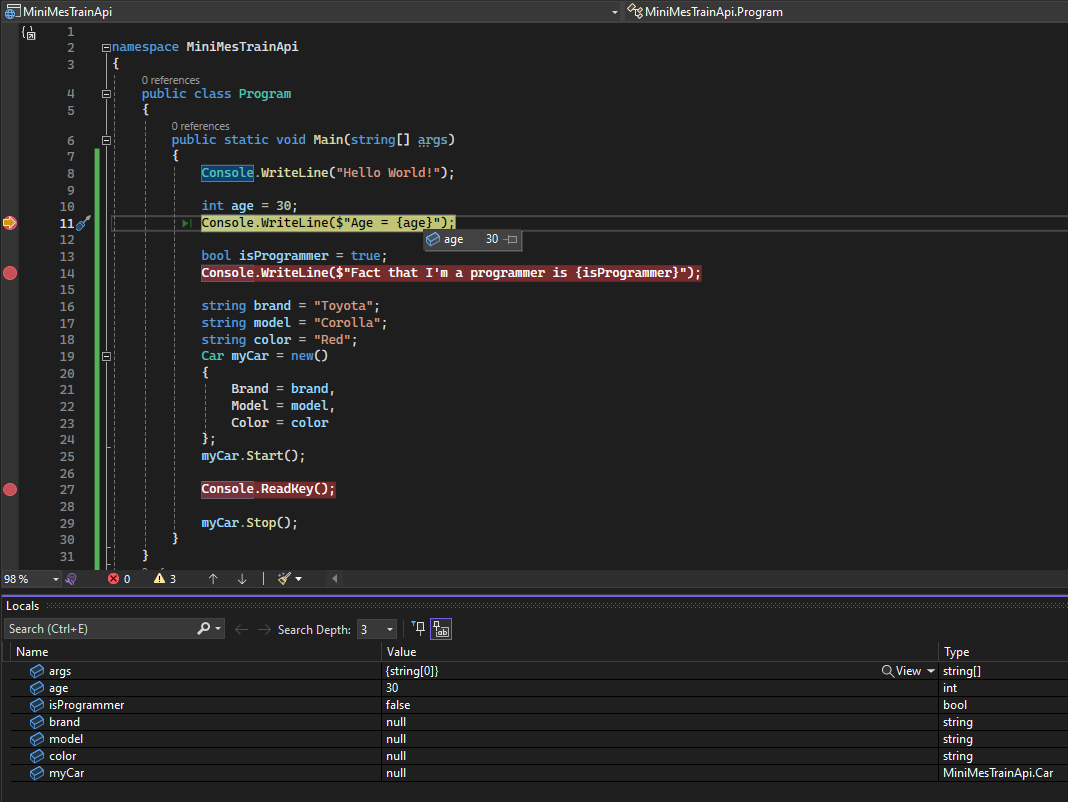 MiniMesTrainApi MiniMesTrainApi.Program
1
2 namespace MiniMesTrainApi
3 {
0 references
4 public class Program
5 {
0 references
6 public static void Main(string[] args)
7 {
8 Console.WriteLine("Hello World!");
9
10 int age = 30;
11 Console.WriteLine($"Age = {age}");
12 age 30
13 bool isProgrammer = true;
14 Console.WriteLine($"Fact that I'm a programmer is {isProgrammer}");
15
16 string brand = "Toyota";
17 string model = "Corolla";
18 string color = "Red";
19 Car myCar = new()
20 {
21 Brand = brand,
22 Model = model,
23 Color = color
24 };
25 myCar.Start();
26
27 Console.ReadKey();
28
29 myCar.Stop();
30 }
31 }
98 % 0 3
Locals
Search (Ctrl+E) Search Depth: 3
Name Value Type
args {string[0]} View string[]
age 30 int
isProgrammer false bool
brand null string
model null string
color null string
myCar null MiniMesTrainApi.Car